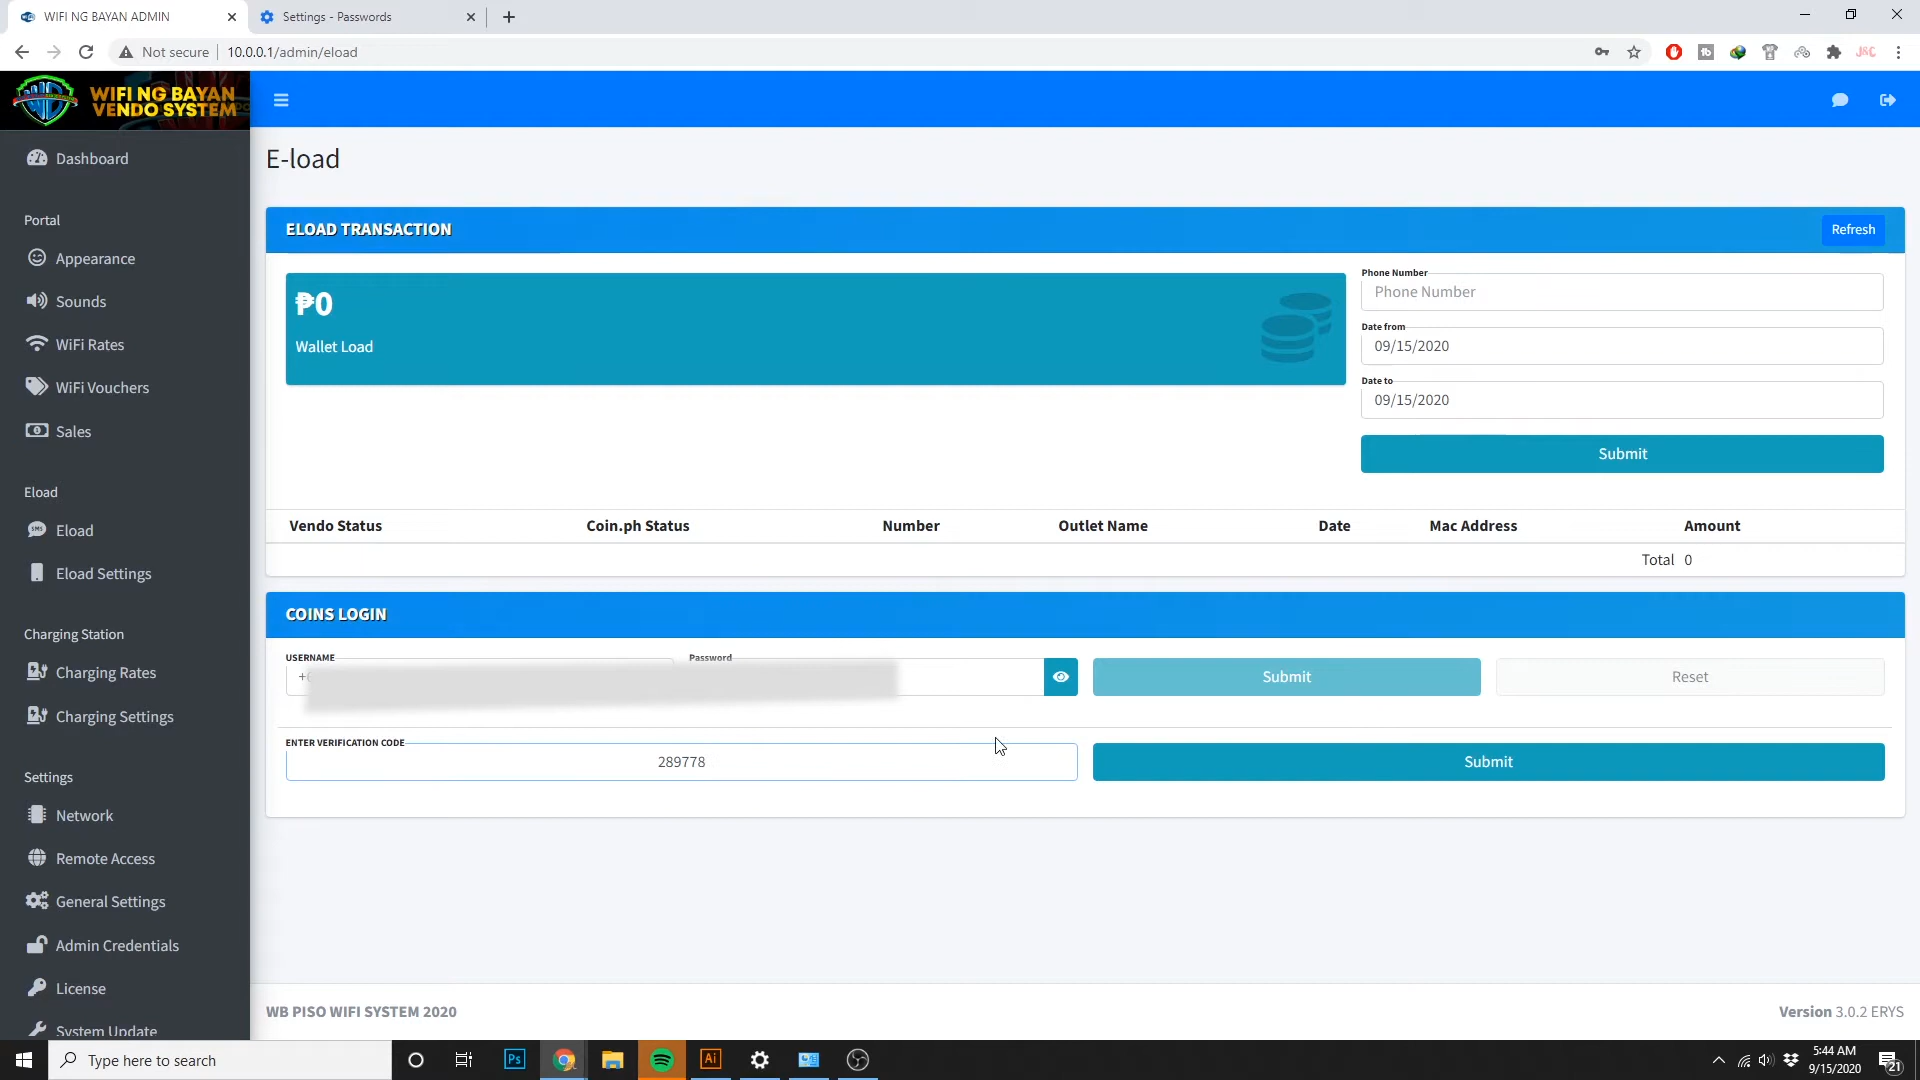 WIFI NG BAYAN ADMIN
Settings - Passwords
Not secure
10.0.0.1/admin/eload
WIFI NG BAYAN
VENDO SYSTEM
Dashboard
Portal
Appearance
Sounds
WiFi Rates
WiFi Vouchers
Sales
Eload
Eload
Eload Settings
Charging Station
Charging Rates
Charging Settings
Settings
Network
Remote Access
General Settings
Admin Credentials
License
System Update
E-load
ELOAD TRANSACTION
Refresh
₱0
Wallet Load
Phone Number
Phone Number
Date from
09/15/2020
Date to
09/15/2020
Submit
Vendo Status Coin.ph Status Number Outlet Name Date Mac Address Amount
Total 0
COINS LOGIN
USERNAME
Password
Submit
Reset
ENTER VERIFICATION CODE
289778
Submit
WB PISO WIFI SYSTEM 2020
Version 3.0.2 ERYS
Type here to search
Ps
Ai
5:44 AM
9/15/2020
21